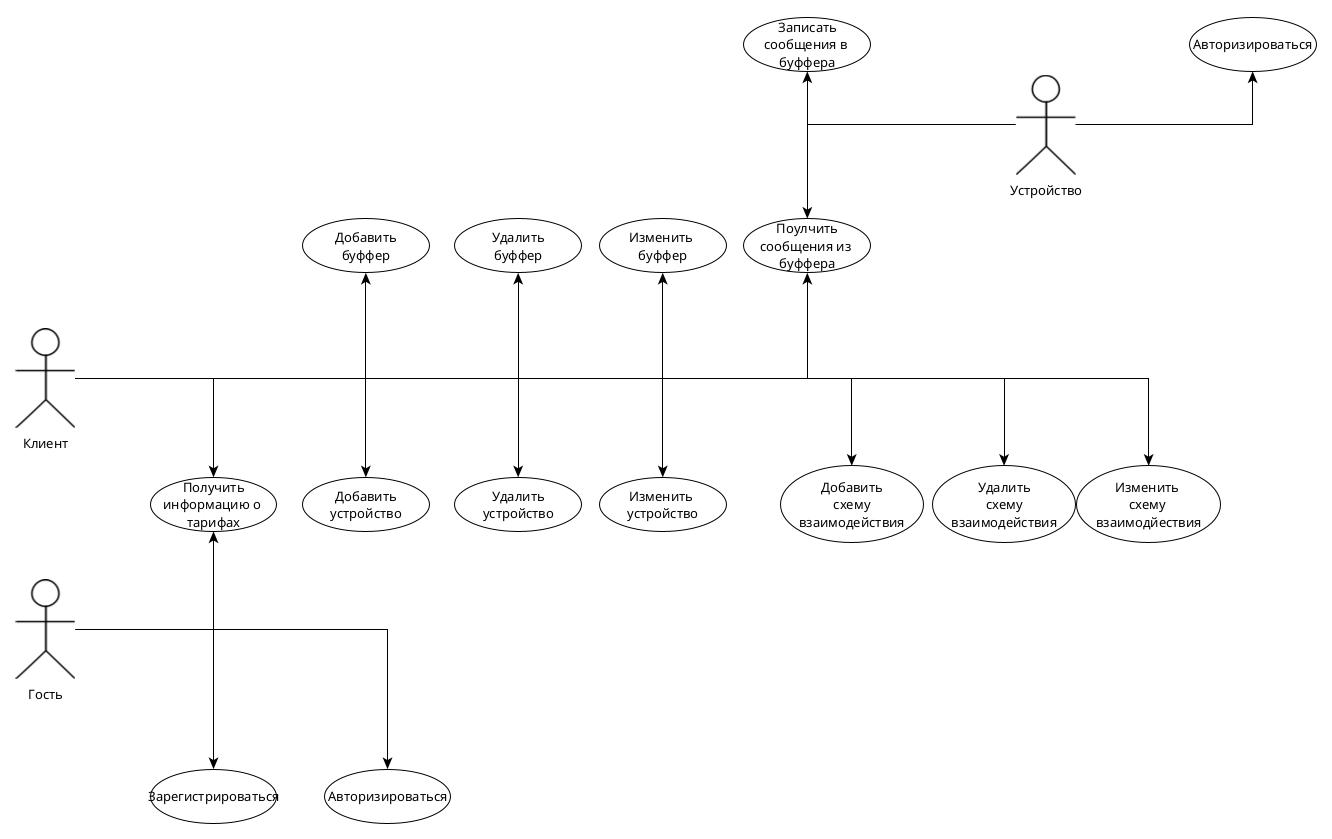 Записать
сообщения в
буффера
Авторизироваться
Устройство
Добавить
буффер
Удалить
буффер
Изменить
буффер
Поулчить
сообщения из
буффера
Клиент
Получить
информацию о
тарифах
Добавить
устройство
Удалить
устройство
Изменить
устройство
Добавить
схему
взаимодействия
Удалить
схему
взаимодействия
Изменить
схему
взаимодйествия
Гость
Зарегистрироваться
Авторизироваться